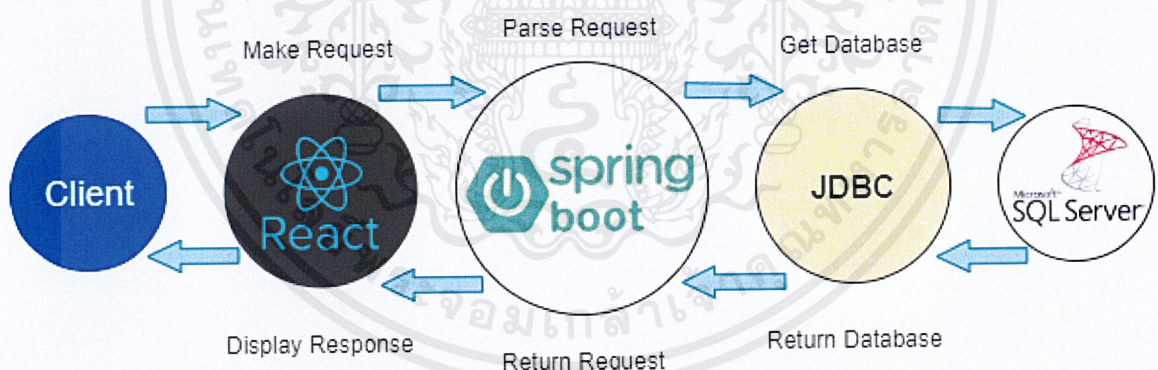 Make Request
Parse Request
Get Database
Client
React
spring
boot
JDBC
Microsoft
SQL Server
Display Response
Return Request
Return Database